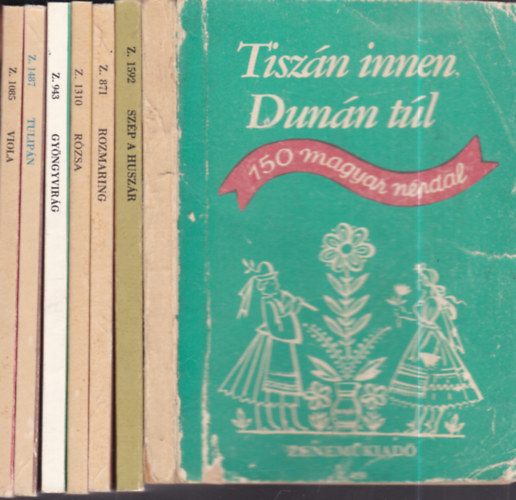 Z. 1085 VIOLA
Z. 1487 TULIPÁN
Z. 943 GYÖNGYVIRÁG
Z. 1310 RÓZSA
Z. 871 ROZMARING
Z. 1592 SZÉP A HUSZÁR
Tiszán innen,
Dunán túl
150 magyar népdal
ZENEMŰKIADÓ